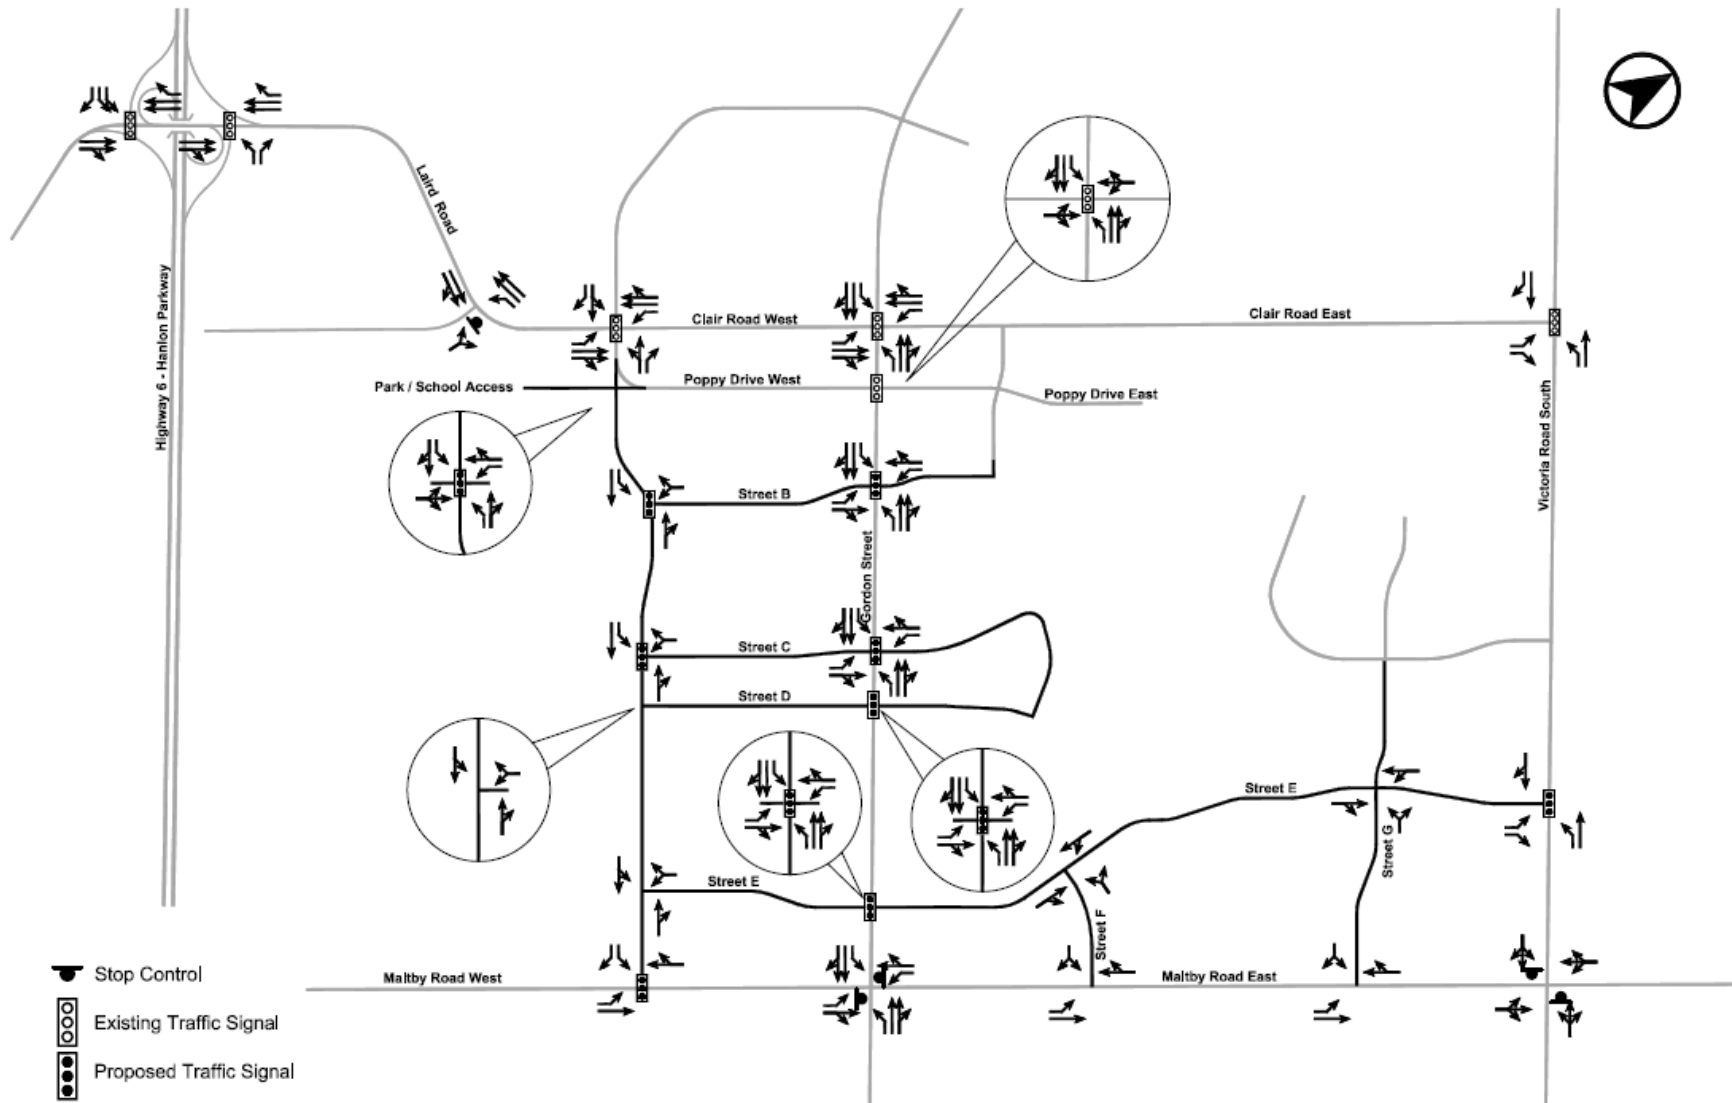 Laird Road
Highway 6 - Hanlon Parkway
Clair Road West
Clair Road East
Park / School Access
Poppy Drive West
Poppy Drive East
Victoria Road South
Street B
Gordon Street
Street C
Street D
Street E
Street E
Street G
Street F
Maltby Road West
Maltby Road East
Stop Control
Existing Traffic Signal
Proposed Traffic Signal